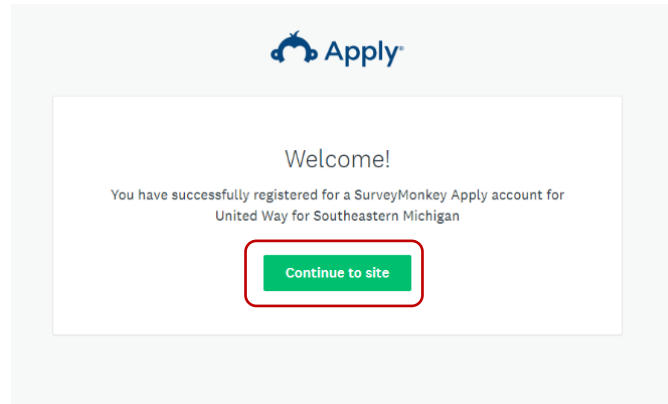 Apply®
Welcome!
You have successfully registered for a SurveyMonkey Apply account for
United Way for Southeastern Michigan
Continue to site